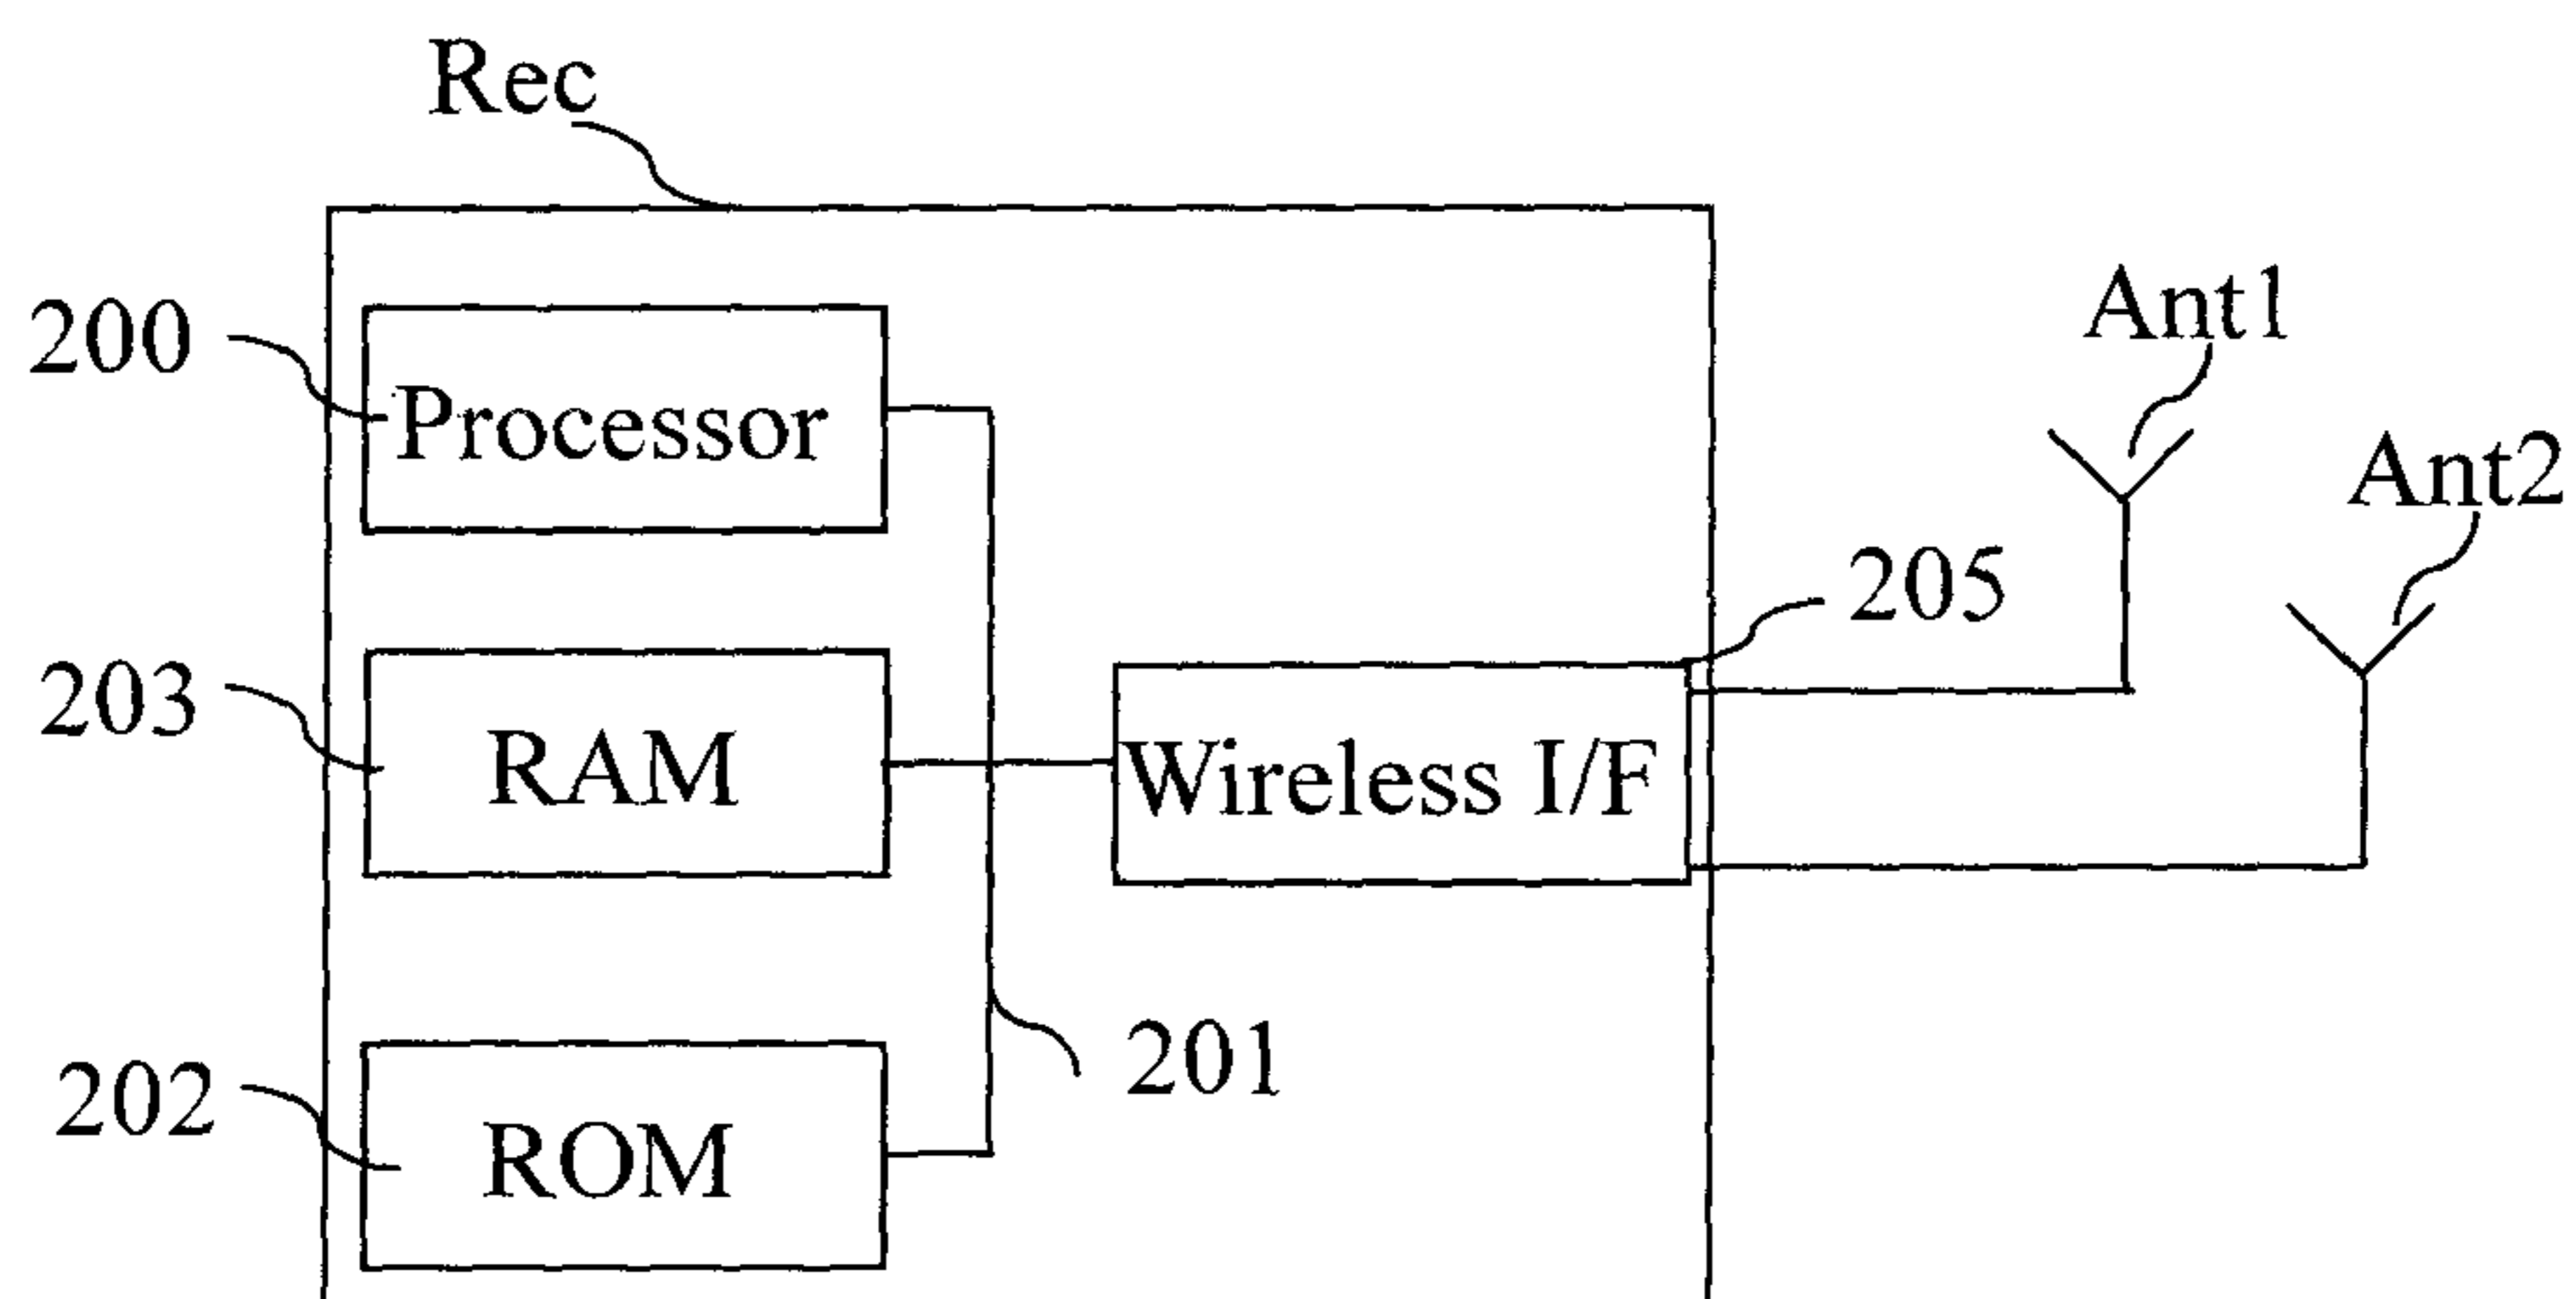 Rec
Ant1
200
Processor
Ant2
205
203
RAM
Wireless I/F
201
202
ROM